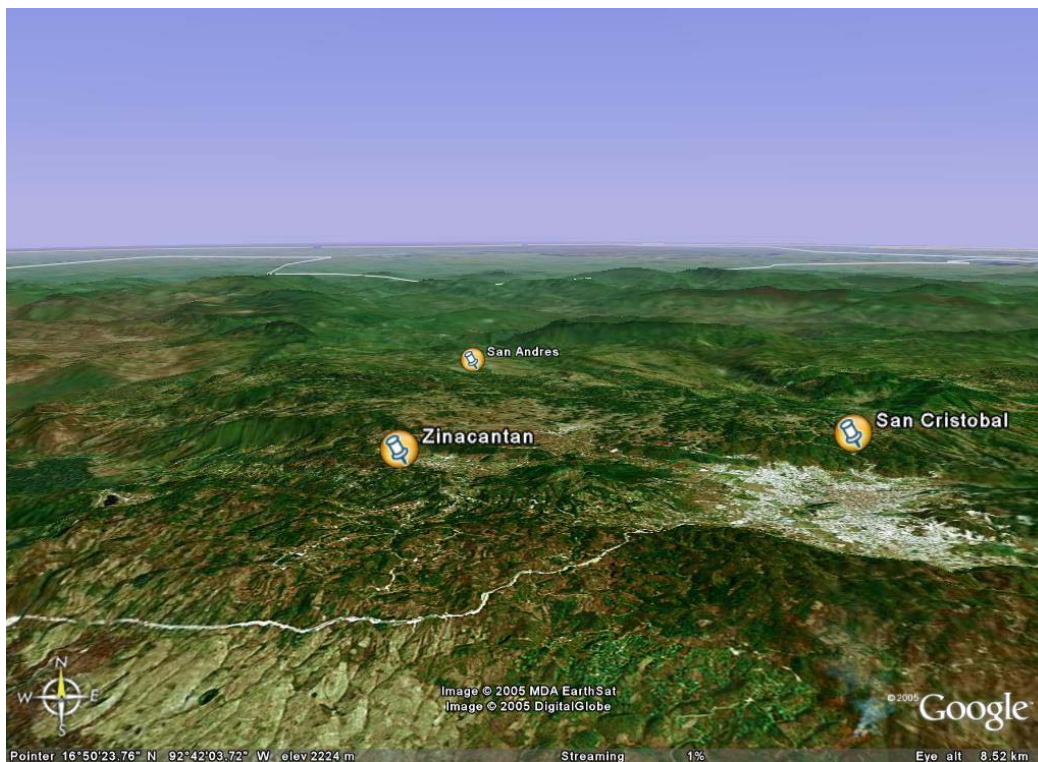 San Andres
San Cristobal
Zinacantan
N
W E
S
Image © 2005 MDA EarthSat
Image © 2005 DigitalGlobe
© 2005 Google
Pointer 16°50'23.76" N 92°42'03.72" W elev 2224 m Streaming 1% Eye alt 8.52 km